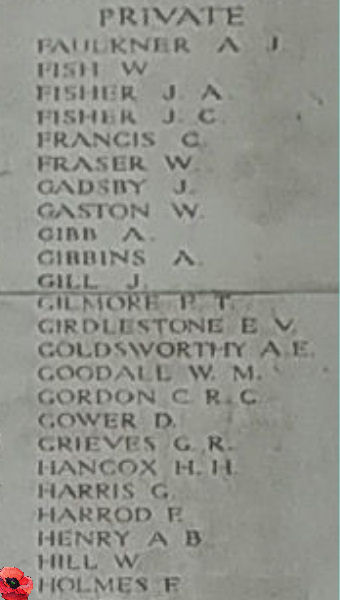 PRIVATE
FAULKNER A. J.
FISH W.
FISHER J. A.
FISHER J. C.
FRANCIS C.
FRASER W.
GADSBY J.
GASTON W.
GIBB A.
GIBBINS A.
GILL J.
GILMORE P. T.
GIRDLESTONE E. V.
GOLDSWORTHY A. E.
GOODALL W. M.
GORDON C. R. G.
GOWER D.
GRIEVES G. R.
HANCOX H. H.
HARRIS G.
HARROD F.
HENRY A. B.
HILL W.
HOLMES F.